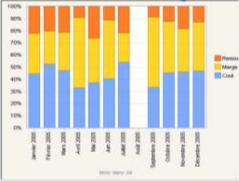 100%
90%
80%
70%
60%
50%
40%
30%
20%
10%
0%
Remise
Marge
Coût
Janvier 2005
Février 2005
Mars 2005
Avril 2005
Mai 2005
Juin 2005
Juillet 2005
Août 2005
Septembre 2005
Octobre 2005
Novembre 2005
Décembre 2005